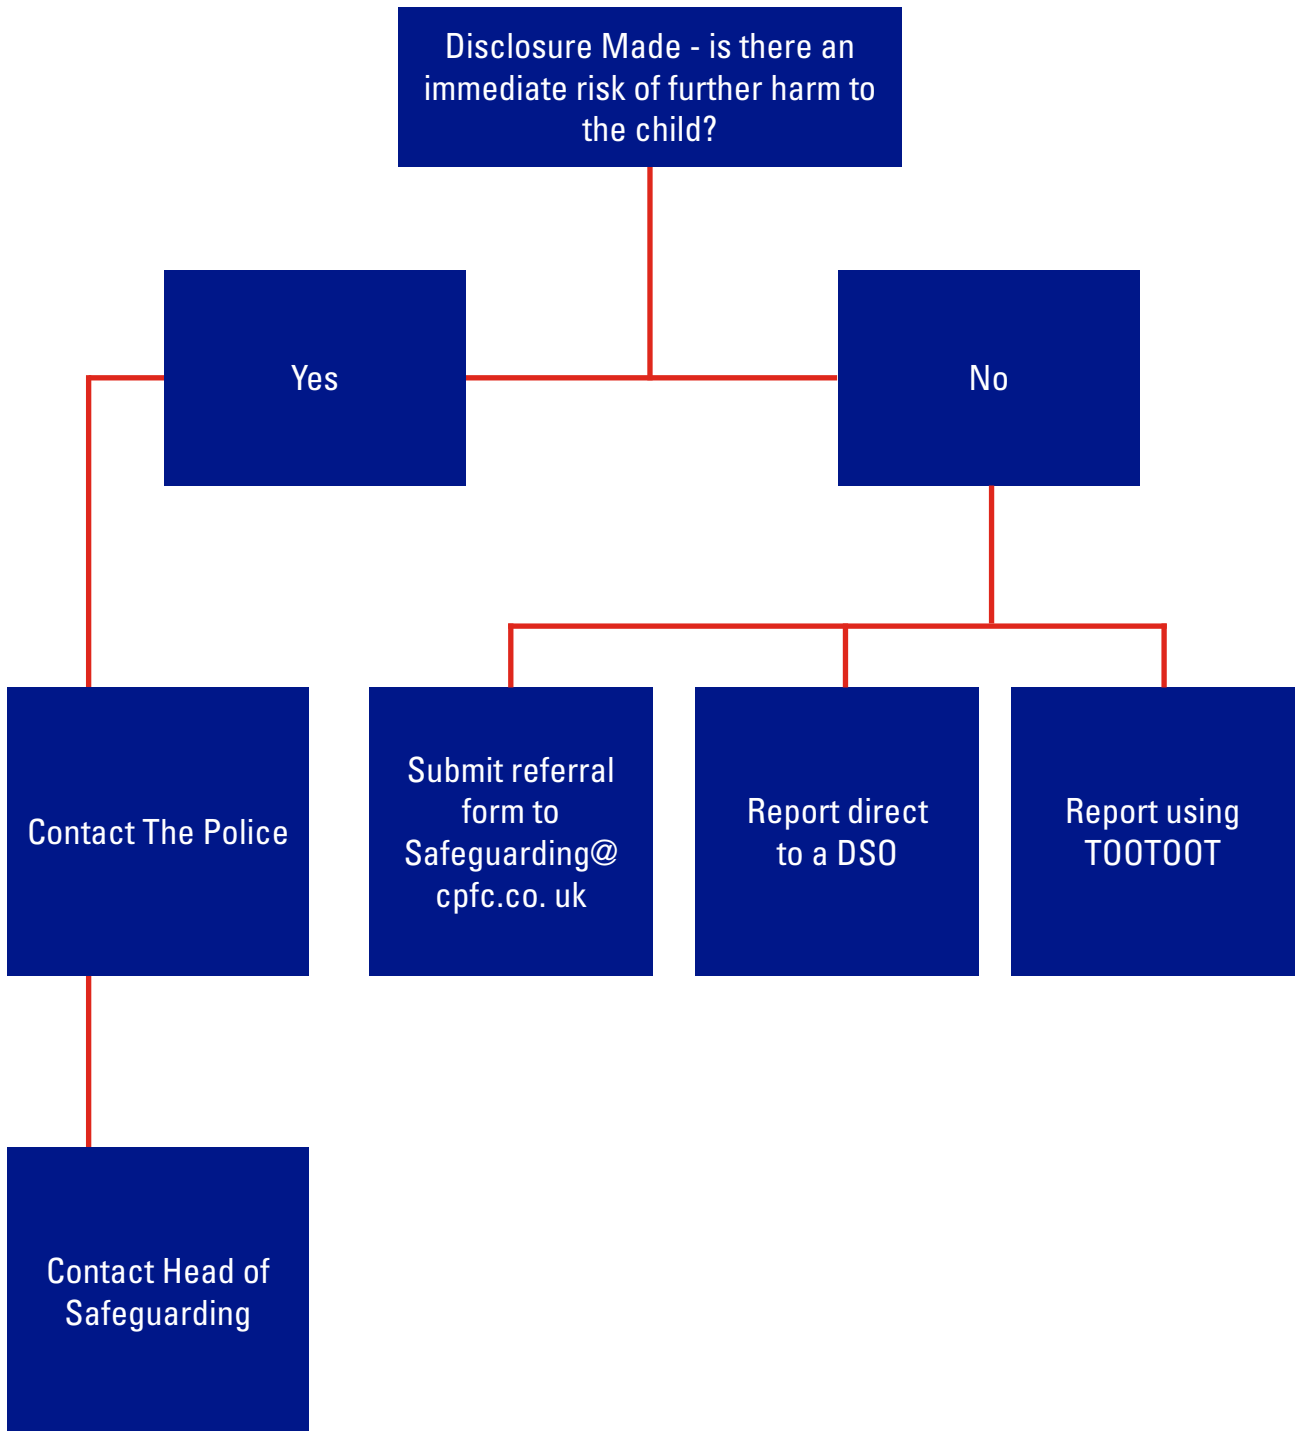 Disclosure Made - is there an
immediate risk of further harm to
the child?
Yes
No
Contact The Police
Submit referral
form to
Safeguarding@
cpfc.co. uk
Report direct
to a DSO
Report using
TOOTOOT
Contact Head of
Safeguarding